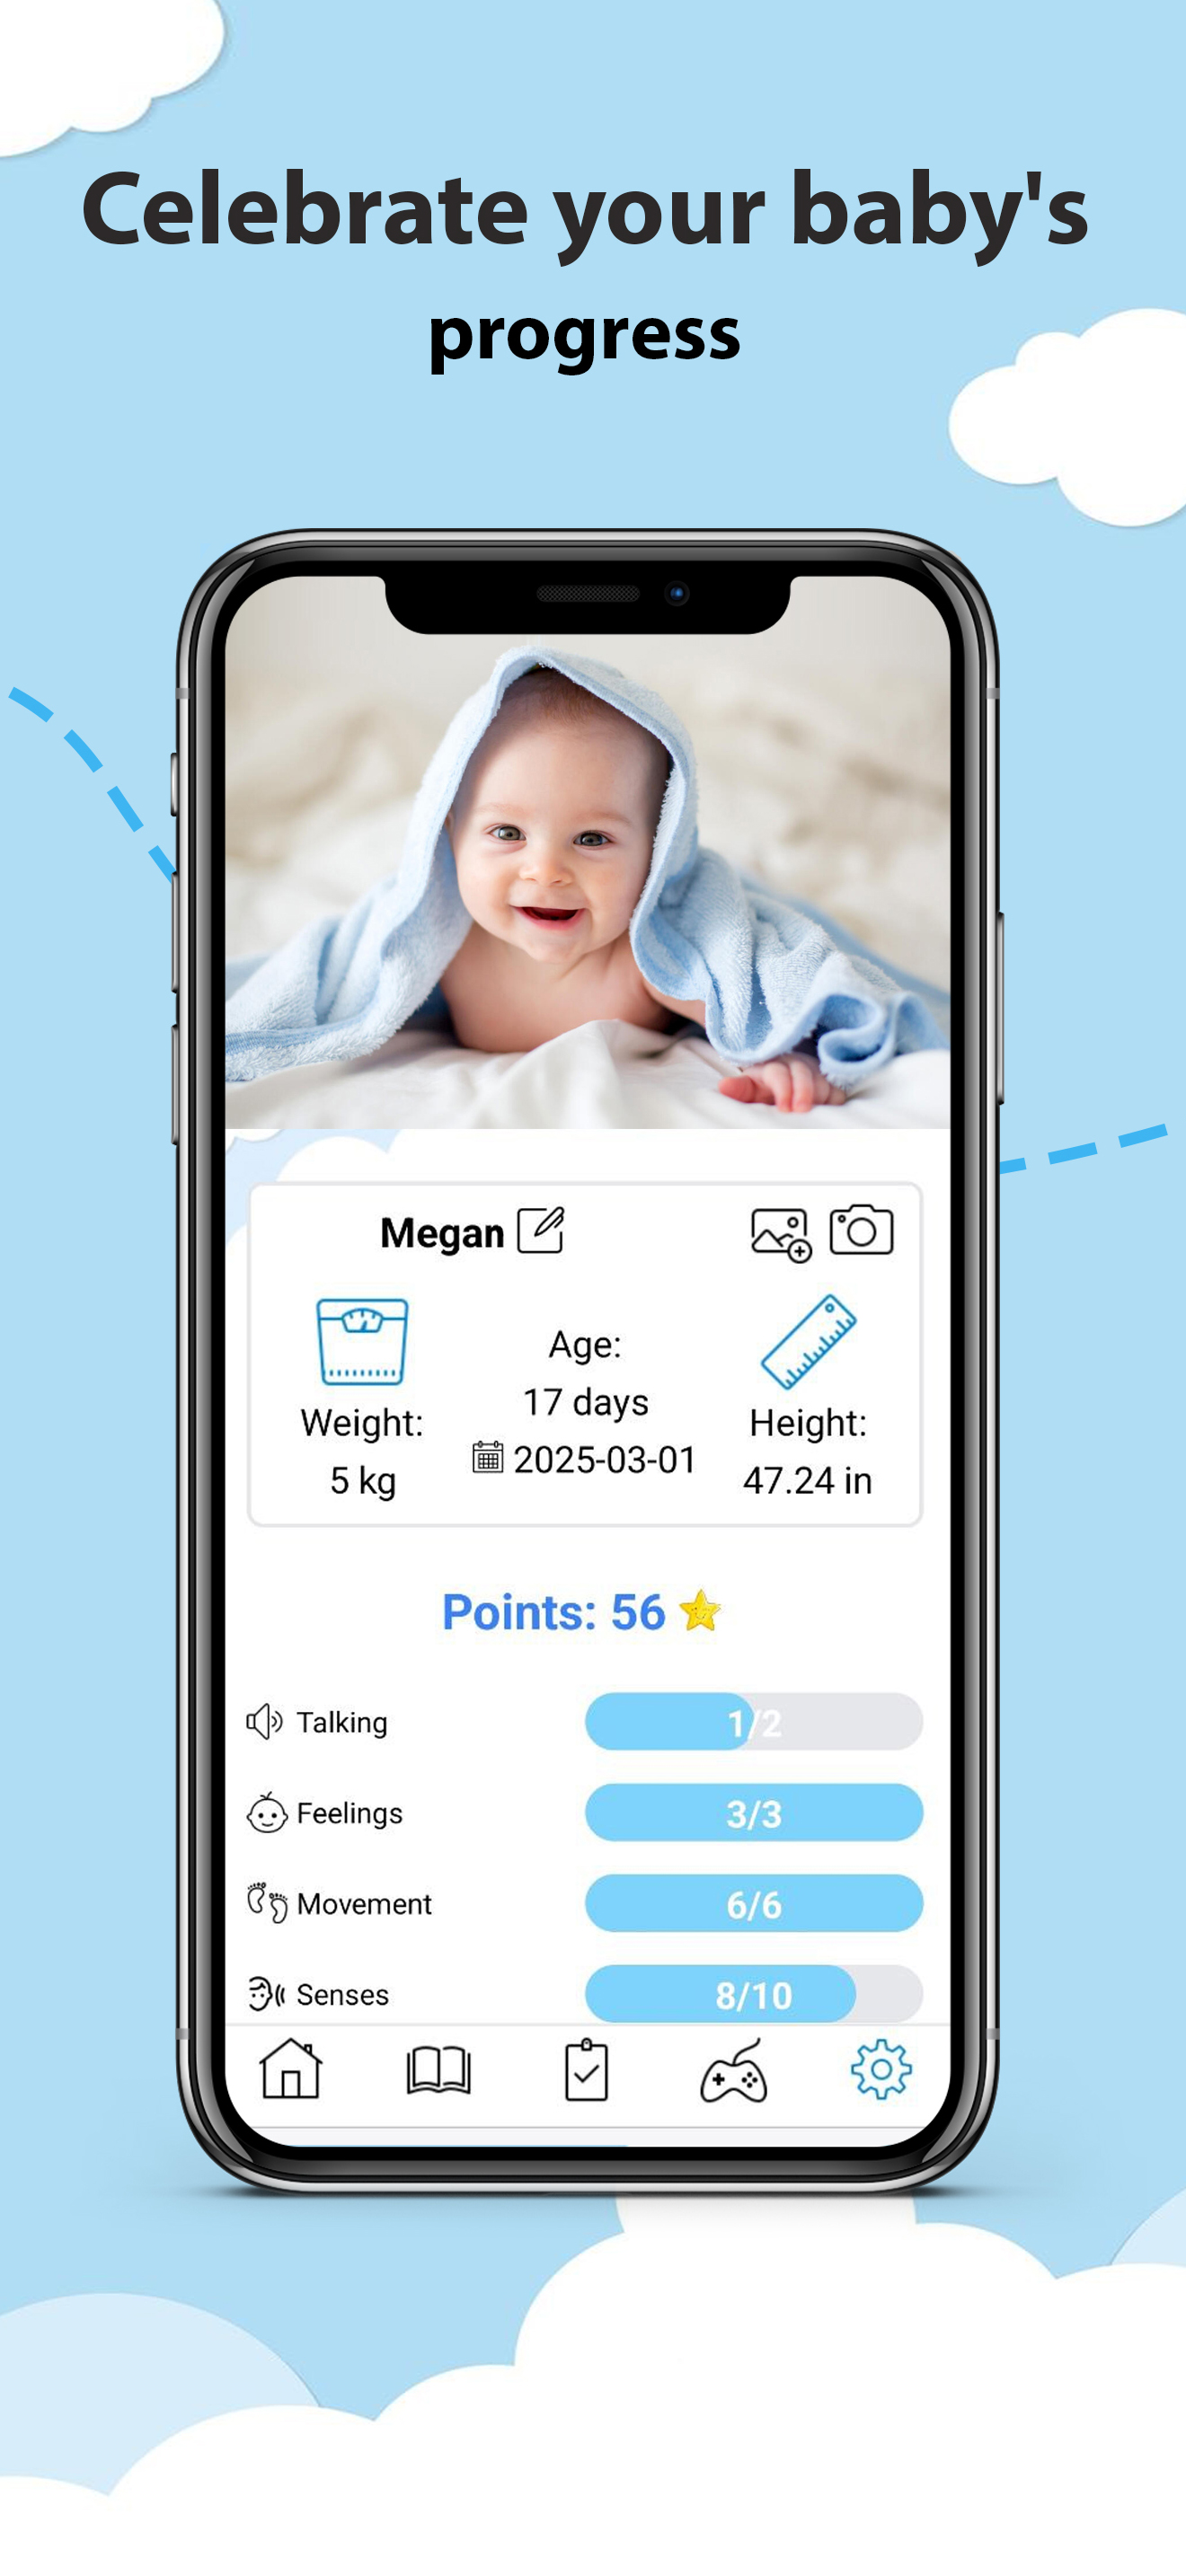 Celebrate your baby's
progress
Megan
Age:
17 days
2025-03-01
Weight:
5 kg
Height:
47.24 in
Points: 56
Talking
1/2
Feelings
3/3
Movement
6/6
Senses
8/10